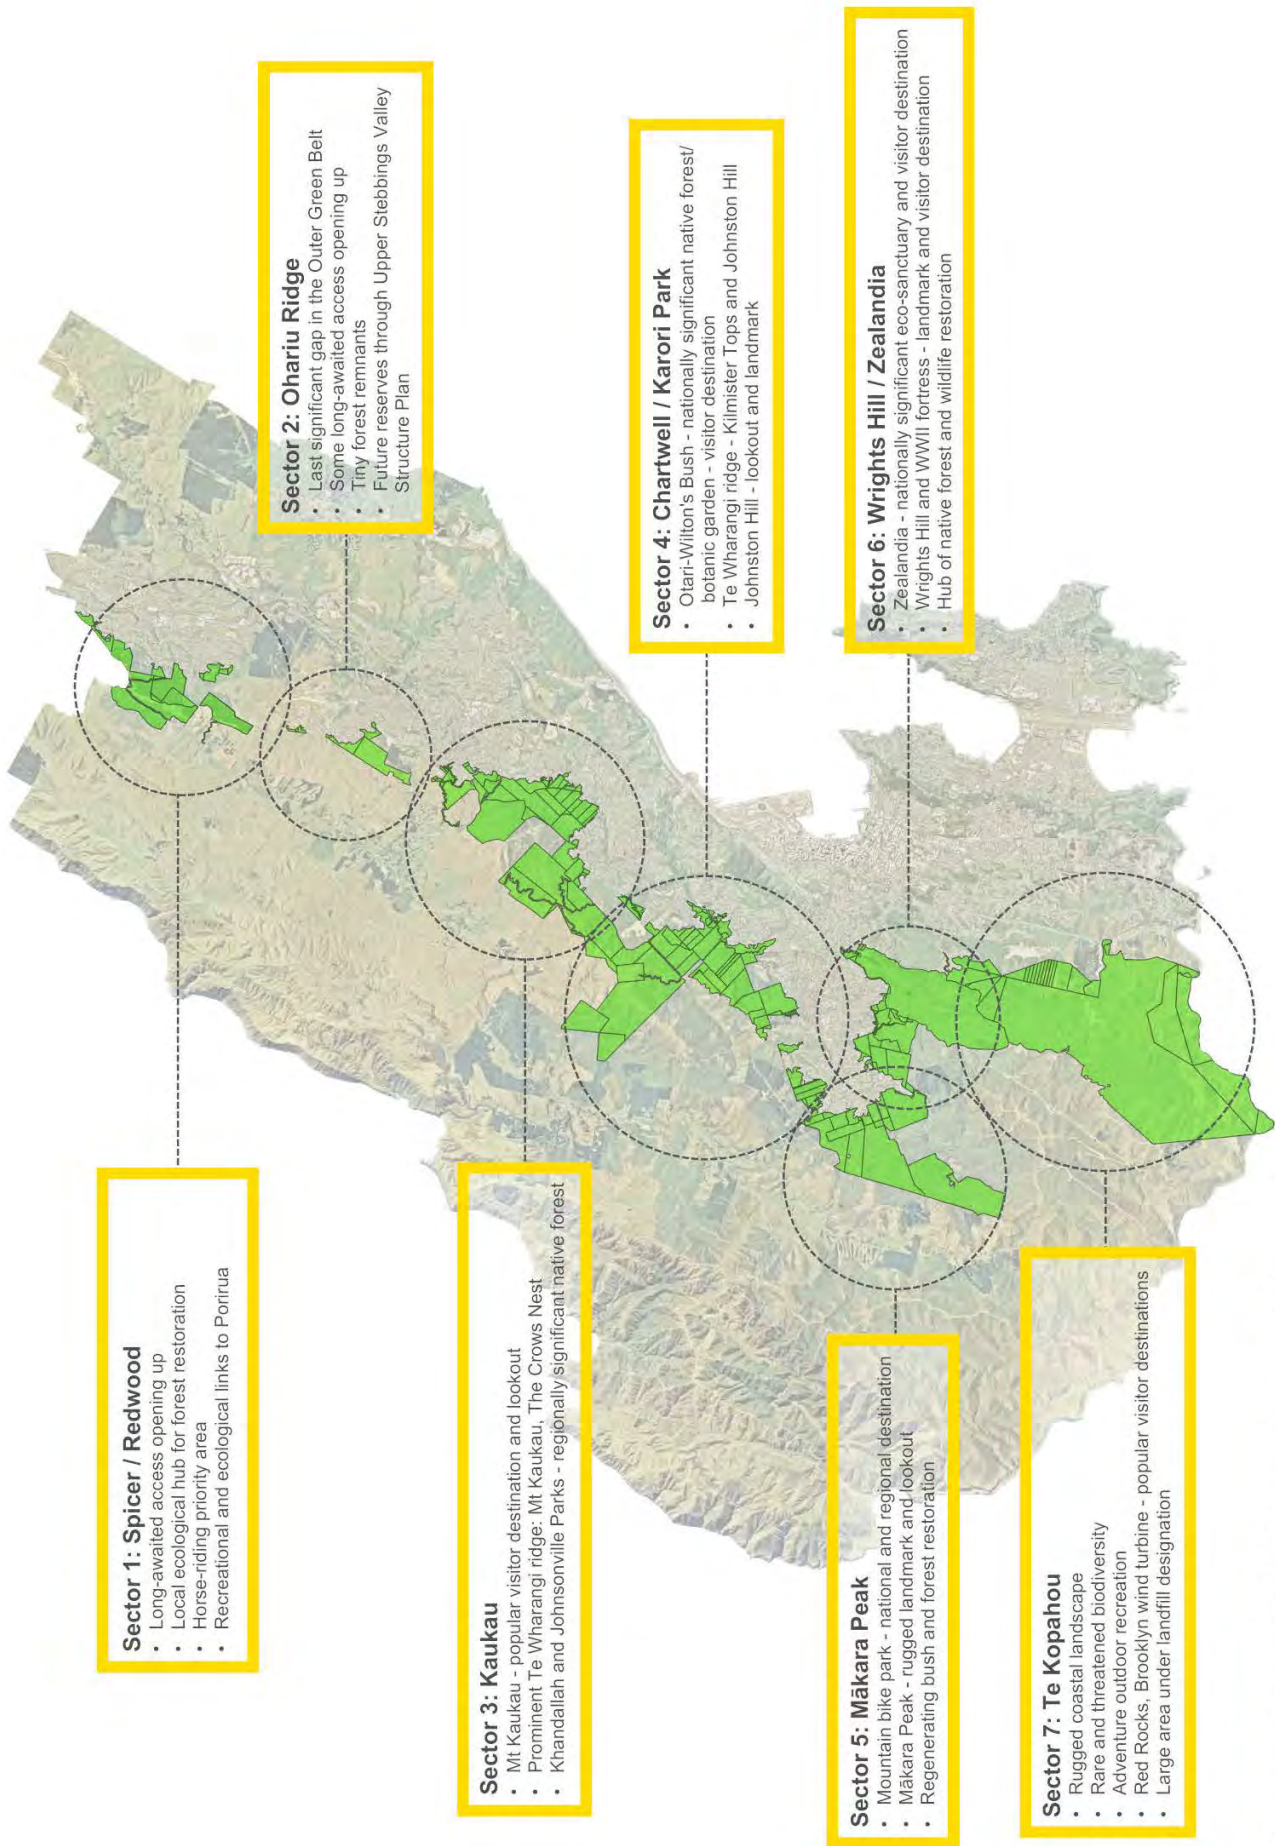 Sector 1: Spicer / Redwood
• Long-awaited access opening up
• Local ecological hub for forest restoration
• Horse-riding priority area
• Recreational and ecological links to Porirua
Sector 2: Ohariu Ridge
• Last significant gap in the Outer Green Belt
• Some long-awaited access opening up
• Tiny forest remnants
• Future reserves through Upper Stebbings Valley
Structure Plan
Sector 3: Kaukau
• Mt Kaukau - popular visitor destination and lookout
• Prominent Te Wharangi ridge: Mt Kaukau, The Crows Nest
• Khandallah and Johnsonville Parks - regionally significant native forest
Sector 4: Chartwell / Karori Park
• Otari-Wilton's Bush - nationally significant native forest/
botanic garden - visitor destination
• Te Wharangi ridge - Kilmister Tops and Johnston Hill
• Johnston Hill - lookout and landmark
Sector 5: Mākara Peak
• Mountain bike park - national and regional destination
• Mākara Peak - rugged landmark and lookout
• Regenerating bush and forest restoration
Sector 6: Wrights Hill / Zealandia
• Zealandia - nationally significant eco-sanctuary and visitor destination
• Wrights Hill and WWII fortress - landmark and visitor destination
• Hub of native forest and wildlife restoration
Sector 7: Te Kopahou
• Rugged coastal landscape
• Rare and threatened biodiversity
• Adventure outdoor recreation
• Red Rocks, Brooklyn wind turbine - popular visitor destinations
• Large area under landfill designation